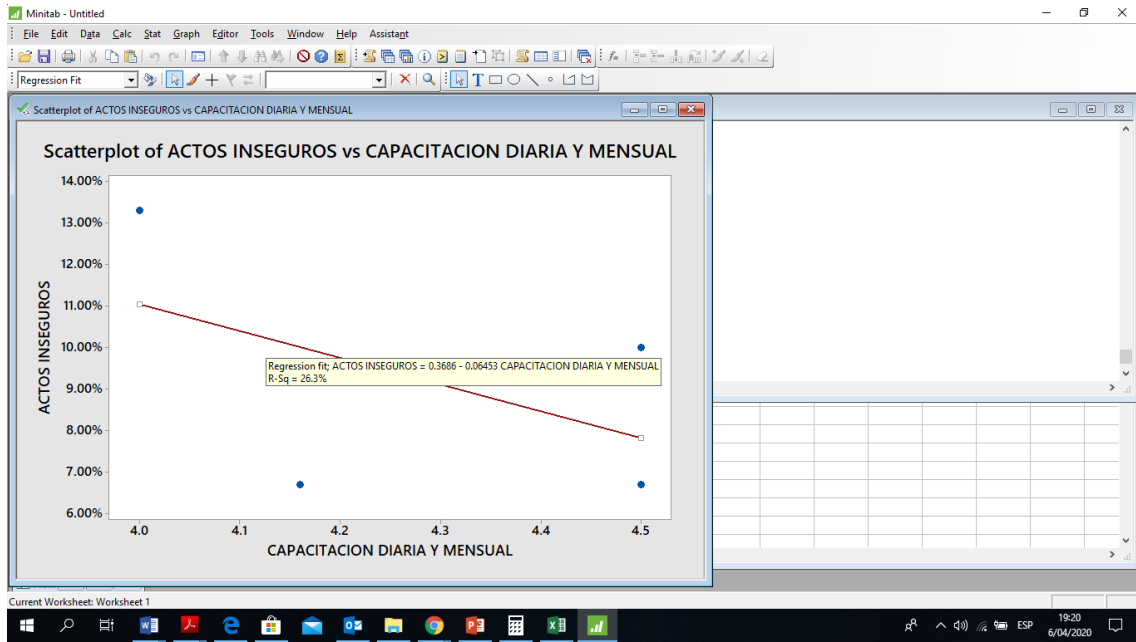 Minitab - Untitled
File Edit Data Calc Stat Graph Editor Tools Window Help Assistant
Regression Fit
Scatterplot of ACTOS INSEGUROS vs CAPACITACION DIARIA Y MENSUAL
Scatterplot of ACTOS INSEGUROS vs CAPACITACION DIARIA Y MENSUAL
14.00%
13.00%
12.00%
11.00%
10.00%
9.00%
8.00%
7.00%
6.00%
ACTOS INSEGUROS
Regression fit; ACTOS INSEGUROS = 0.3686 - 0.06453 CAPACITACION DIARIA Y MENSUAL
R-Sq = 26.3%
4.0 4.1 4.2 4.3 4.4 4.5
CAPACITACION DIARIA Y MENSUAL
Current Worksheet: Worksheet 1
ESP
19:20
6/04/2020